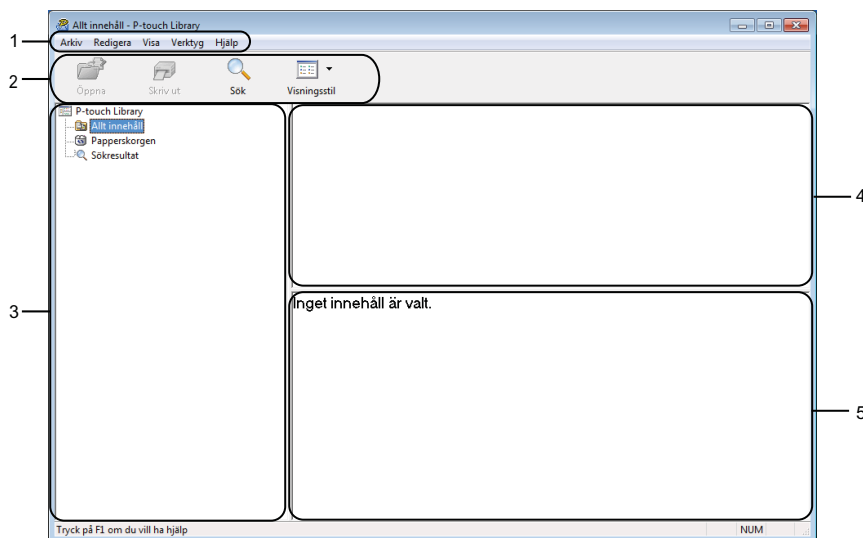 Allt innehåll - P-touch Library
1
Arkiv Redigera Visa Verktyg Hjälp
2
Öppna Skriv ut Sök Visningsstil
P-touch Library
Allt innehåll
Papperskorgen
Sökresultat
4
3
Inget innehåll är valt.
5
Tryck på F1 om du vill ha hjälp NUM